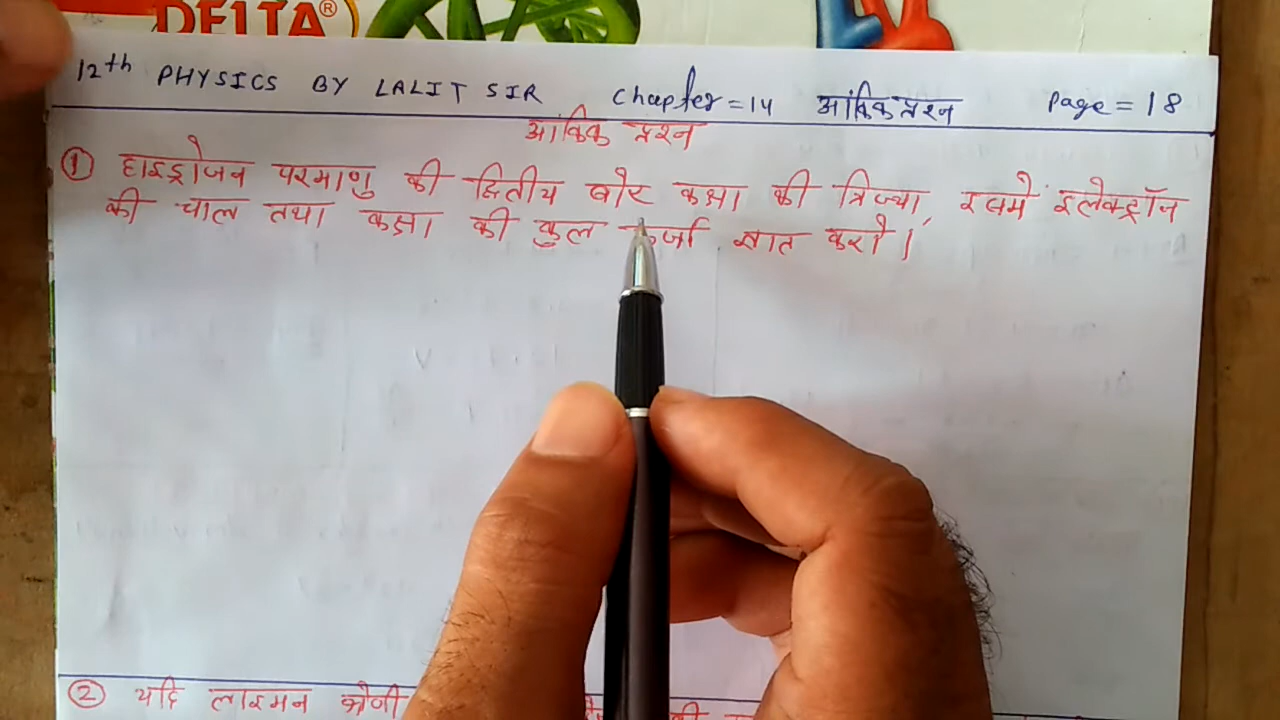 DELTA®
12th PHYSICS BY LALIT SIR Chapter = 14 आंकिक प्रश्न Page = 18
आंकिक प्रश्न
① हाइड्रोजन परमाणु की द्वितीय बोर कक्षा की त्रिज्या, इसमें इलेक्ट्रॉन
की चाल तथा कक्षा की कुल ऊर्जा ज्ञात करो।
② यदि लाइमन श्रेणी